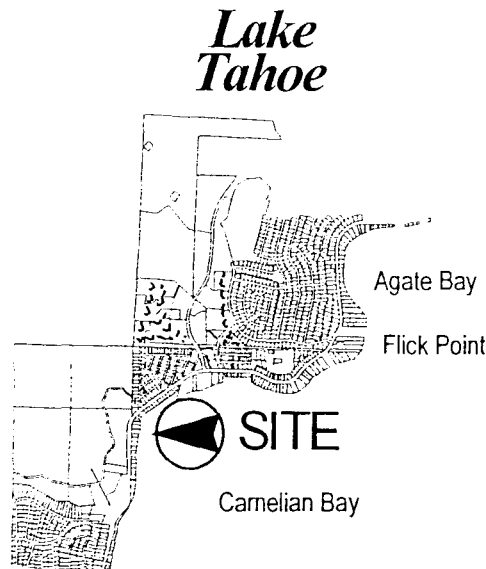 Lake
Tahoe
Agate Bay
Flick Point
SITE
Carnelian Bay